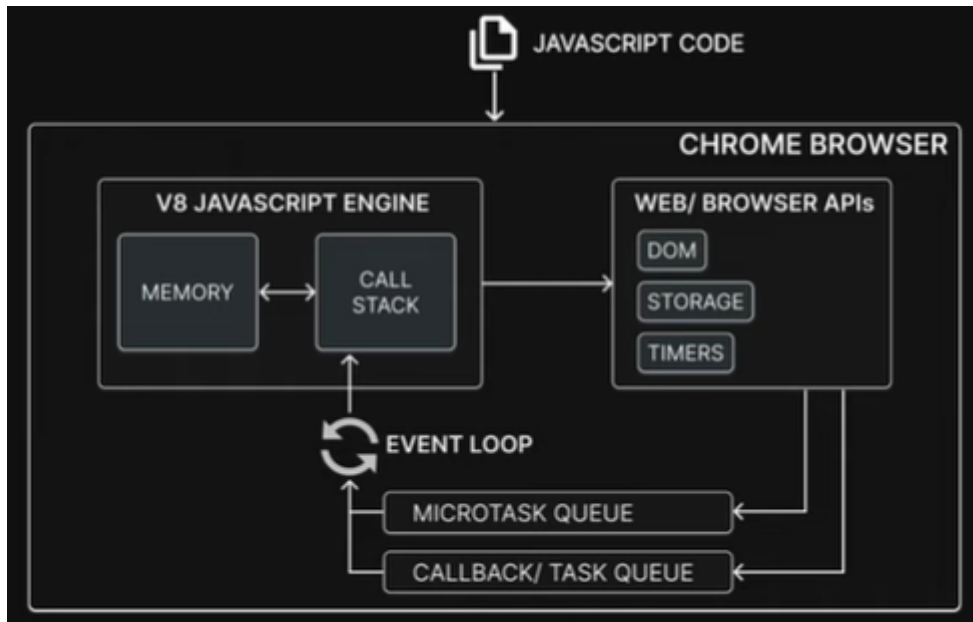 JAVASCRIPT CODE
CHROME BROWSER
V8 JAVASCRIPT ENGINE
MEMORY
CALL
STACK
WEB/ BROWSER APIs
DOM
STORAGE
TIMERS
EVENT LOOP
MICROTASK QUEUE
CALLBACK/ TASK QUEUE